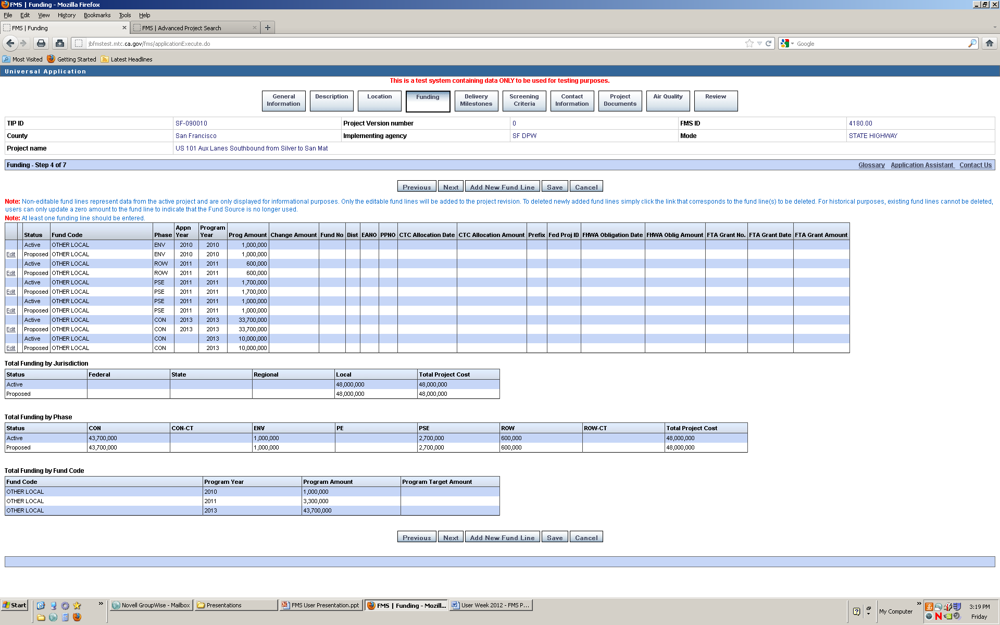 FMS | Funding - Mozilla Firefox
File Edit View History Bookmarks Tools Help
FMS | Funding
FMS | Advanced Project Search
jbfmstest.mtc.ca.gov/fms/applicationExecute.do
Google
Most Visited Getting Started Latest Headlines
Universal Application
This is a test system containing data ONLY to be used for testing purposes.
General Information Description Location Funding Delivery Milestones Screening Criteria Contact Information Project Documents Air Quality Review
TIP ID SF-090010 Project Version number 0 FMS ID 4180.00
County San Francisco Implementing agency SF DPW Mode STATE HIGHWAY
Project name US 101 Aux Lanes Southbound from Silver to San Mat
Funding - Step 4 of 7 Glossary Application Assistant Contact Us
Previous Next Add New Fund Line Save Cancel
Note: Non-editable fund lines represent data from the active project and are only displayed for informational purposes. Only the editable fund lines will be added to the project revision. To deleted newly added fund lines simply click the link that corresponds to the fund line(s) to be deleted. For historical purposes, existing fund lines cannot be deleted,
users can only update a zero amount to the fund line to indicate that the Fund Source is no longer used.
Note: At least one funding line should be entered.
Status Fund Code Phase Appn Year Program Year Prog Amount Change Amount Fund No Dist EANO PPNO CTC Allocation Date CTC Allocation Amount Prefix Fed Proj ID FHWA Obligation Date FHWA Oblig Amount FTA Grant No. FTA Grant Date FTA Grant Amount
Active OTHER LOCAL ENV 2010 2010 1,000,000
Edit Proposed OTHER LOCAL ENV 2010 2010 1,000,000
Active OTHER LOCAL ROW 2011 2011 600,000
Edit Proposed OTHER LOCAL ROW 2011 2011 600,000
Active OTHER LOCAL PSE 2011 2011 1,700,000
Edit Proposed OTHER LOCAL PSE 2011 2011 1,700,000
Active OTHER LOCAL PSE 2011 2011 1,000,000
Edit Proposed OTHER LOCAL PSE 2011 2011 1,000,000
Active OTHER LOCAL CON 2013 2013 33,700,000
Edit Proposed OTHER LOCAL CON 2013 2013 33,700,000
Active OTHER LOCAL CON 2013 10,000,000
Edit Proposed OTHER LOCAL CON 2013 10,000,000
Total Funding by Jurisdiction
Status Federal State Regional Local Total Project Cost
Active 48,000,000 48,000,000
Proposed 48,000,000 48,000,000
Total Funding by Phase
Status CON CON-CT ENV PE PSE ROW ROW-CT Total Project Cost
Active 43,700,000 1,000,000 2,700,000 600,000 48,000,000
Proposed 43,700,000 1,000,000 2,700,000 600,000 48,000,000
Total Funding by Fund Code
Fund Code Program Year Program Amount Program Target Amount
OTHER LOCAL 2010 1,000,000
OTHER LOCAL 2011 3,300,000
OTHER LOCAL 2013 43,700,000
Previous Next Add New Fund Line Save Cancel
Start Novell GroupWise - Mailbox Presentations FMS User Presentation.ppt FMS | Funding - Mozill... User Week 2012 - FMS P... My Computer 3:19 PM
Friday